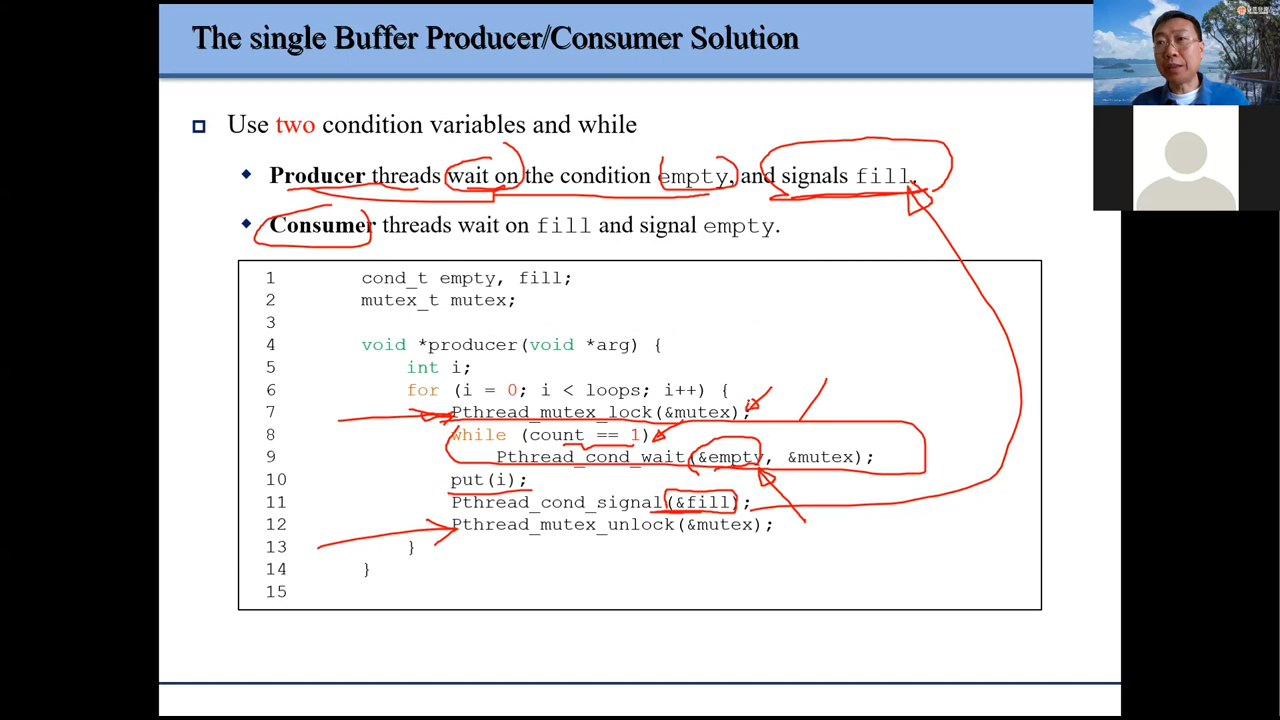 The single Buffer Producer/Consumer Solution
Use two condition variables and while
Producer threads wait on the condition empty, and signals fill.
Consumer threads wait on fill and signal empty.
1 cond_t empty, fill;
2 mutex_t mutex;
3
4 void *producer(void *arg) {
5 int i;
6 for (i = 0; i < loops; i++) {
7 Pthread_mutex_lock(&mutex);
8 while (count == 1)
9 Pthread_cond_wait(&empty, &mutex);
10 put(i);
11 Pthread_cond_signal(&fill);
12 Pthread_mutex_unlock(&mutex);
13 }
14 }
15